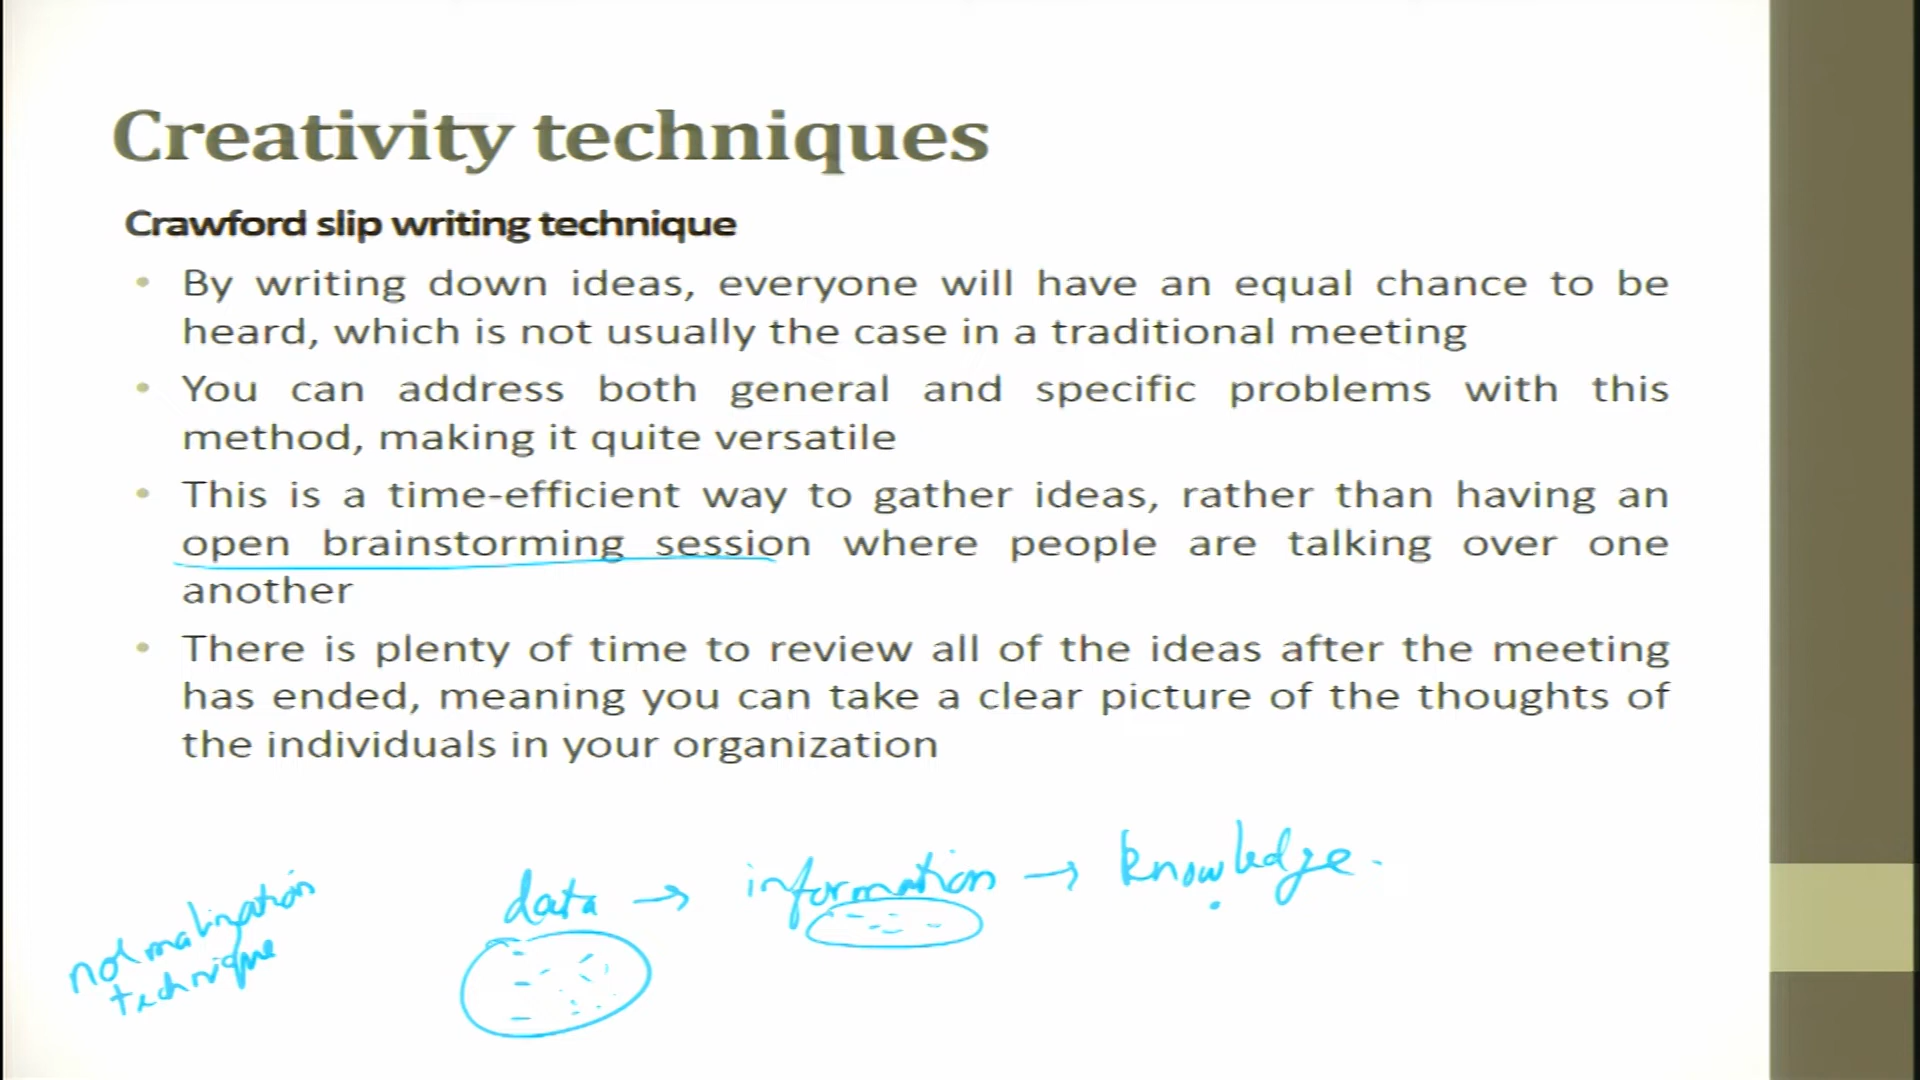 Creativity techniques
Crawford slip writing technique
• By writing down ideas, everyone will have an equal chance to be
heard, which is not usually the case in a traditional meeting
• You can address both general and specific problems with this
method, making it quite versatile
• This is a time-efficient way to gather ideas, rather than having an
open brainstorming session where people are talking over one
another
• There is plenty of time to review all of the ideas after the meeting
has ended, meaning you can take a clear picture of the thoughts of
the individuals in your organization
data → information → knowledge.
normalization
technique